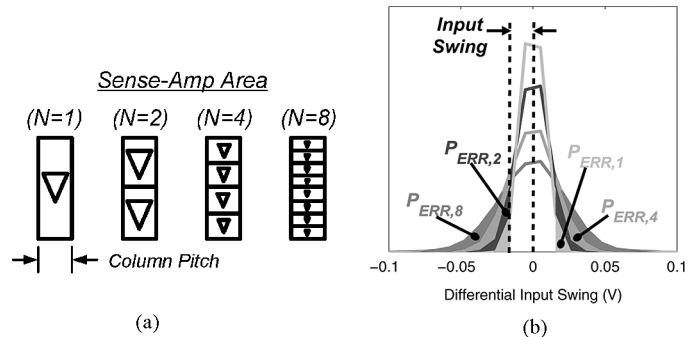 Sense-Amp Area
(N=1) (N=2) (N=4) (N=8)
Column Pitch
(a)
Input
Swing
P_ERR,2
P_ERR,1
P_ERR,8
P_ERR,4
−0.1 −0.05 0 0.05 0.1
Differential Input Swing (V)
(b)